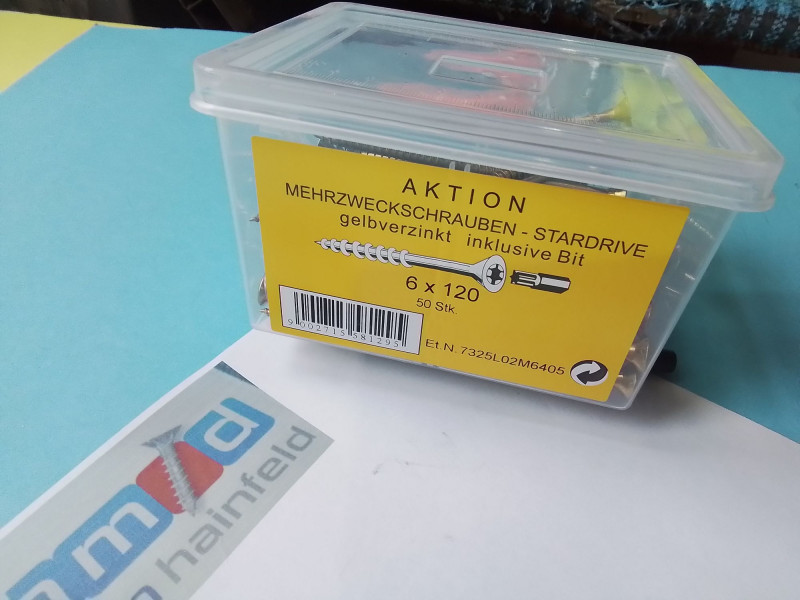 AKTION
MEHRZWECKSCHRAUBEN - STARDRIVE
gelbverzinkt inklusive Bit
6 x 120
50 Stk.
9 002715 581295
Et N. 7325L02M6405
hainfeld